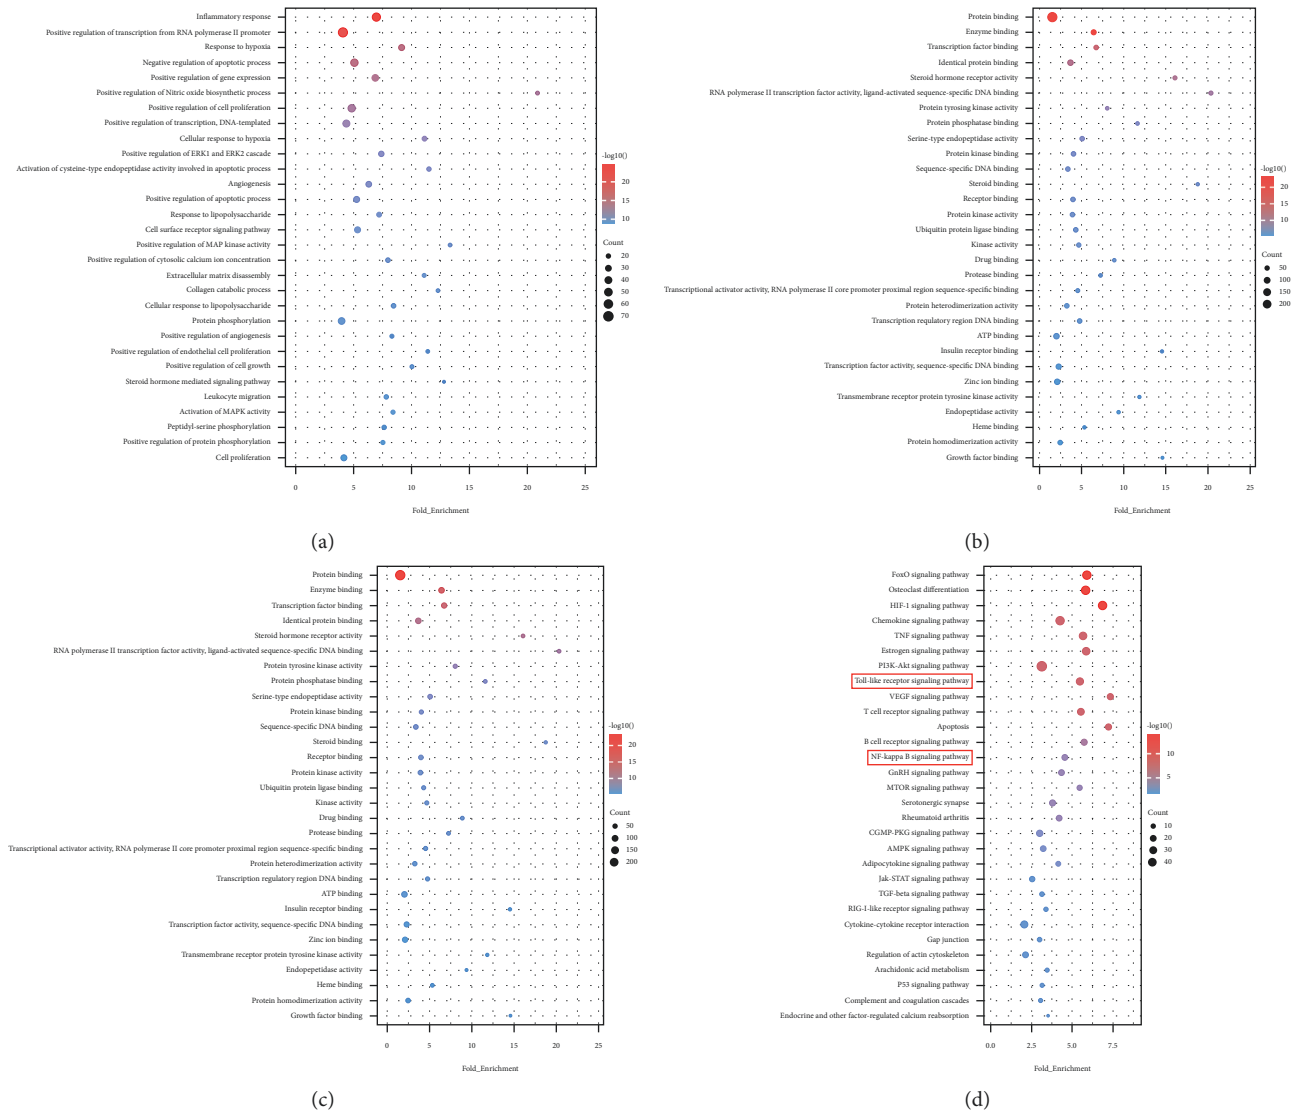 Inflammatory response
Positive regulation of transcription from RNA polymerase II promoter
Response to hypoxia
Negative regulation of apoptotic process
Positive regulation of gene expression
Positive regulation of Nitric oxide biosynthetic process
Positive regulation of cell proliferation
Positive regulation of transcription, DNA-templated
Cellular response to hypoxia
Positive regulation of ERK1 and ERK2 cascade
Activation of cysteine-type endopeptidase activity involved in apoptotic process
Angiogenesis
Positive regulation of apoptotic process
Response to lipopolysaccharide
Cell surface receptor signaling pathway
Positive regulation of MAP kinase activity
Positive regulation of cytosolic calcium ion concentration
Extracellular matrix disassembly
Collagen catabolic process
Cellular response to lipopolysaccharide
Protein phosphorylation
Positive regulation of angiogenesis
Positive regulation of endothelial cell proliferation
Positive regulation of cell growth
Steroid hormone mediated signaling pathway
Leukocyte migration
Activation of MAPK activity
Peptidyl-serine phosphorylation
Positive regulation of protein phosphorylation
Cell proliferation
0 5 10 15 20 25
Fold_Enrichment
-log10()
20
10
Count
20
30
40
50
60
70
(a)
Protein binding
Enzyme binding
Transcription factor binding
Identical protein binding
Steroid hormone receptor activity
RNA polymerase II transcription factor activity, ligand-activated sequence-specific DNA binding
Protein tyrosing kinase activity
Protein phosphatase binding
Serine-type endopeptidase activity
Protein kinase binding
Sequence-specific DNA binding
Steroid binding
Receptor binding
Protein kinase activity
Ubiquitin protein ligase binding
Kinase activity
Drug binding
Protease binding
Transcriptional activator activity, RNA polymerase II core promoter proximal region sequence-specific binding
Protein heterodimerization activity
Transcription requlatory region DNA binding
ATP binding
Insulin receptor binding
Transcription factor activity, sequence-specific DNA binding
Zinc ion binding
Transmembrane receptor protein tyrosine kinase activity
Endopeptidase activity
Heme binding
Protein homodimerization activity
Growth factor binding
0 5 10 15 20 25
Fold_Enrichment
-log10()
20
15
10
Count
50
100
150
200
(b)
Protein binding
Enzyme binding
Transcription factor binding
Identical protein binding
Steroid hormone receptor activity
RNA polymerase II transcription factor activity, ligand-activated sequence-specific DNA binding
Protein tyrosine kinase activity
Protein phosphatase binding
Serine-type endopeptidase activity
Protein kinase binding
Sequence-specific DNA binding
Steroid binding
Receptor binding
Protein kinase activity
Ubiquitin protein ligase binding
Kinase activity
Drug binding
Protease binding
Transcriptional activator activity, RNA polymerase II core promoter proximal region sequence-specific binding
Protein heterodimerization activity
Transcription regulatory region DNA binding
ATP binding
Insulin receptor binding
Transcription factor activity, sequence-specific DNA binding
Zinc ion binding
Transmembrane receptor protein tyrosine kinase activity
Endopepetidase activity
Heme binding
Protein homodimerization activity
Growth factor binding
0 5 10 15 20 25
Fold_Enrichment
-log10()
20
15
10
Count
50
100
150
200
(c)
FoxO signaling pathway
Osteoclast differentiation
HIF-1 signaling pathway
Chemokine signaling pathway
TNF signaling pathway
Estrogen signaling pathway
PI3K-Akt signaling pathway
Toll-like receptor signaling pathway
VEGF signaling pathway
T cell receptor signaling pathway
Apoptosis
B cell receptor signaling pathway
NF-kappa B signaling pathway
GnRH signaling pathway
MTOR signaling pathway
Serotonergic synapse
Rheumatoid arthritis
CGMP-PKG signaling pathway
AMPK signaling pathway
Adipocytokine signaling pathway
Jak-STAT signaling pathway
TGF-beta signaling pathway
RIG-I-like receptor signaling pathway
Cytokine-cytokine receptor interaction
Gap junction
Regulation of actin cytoskeleton
Arachidonic acid metabolism
P53 signaling pathway
Complement and coagulation cascades
Endocrine and other factor-regulated calcium reabsorption
0.0 2.5 5.0 7.5
Fold_Enrichment
-log10()
10
5
Count
10
20
30
40
(d)